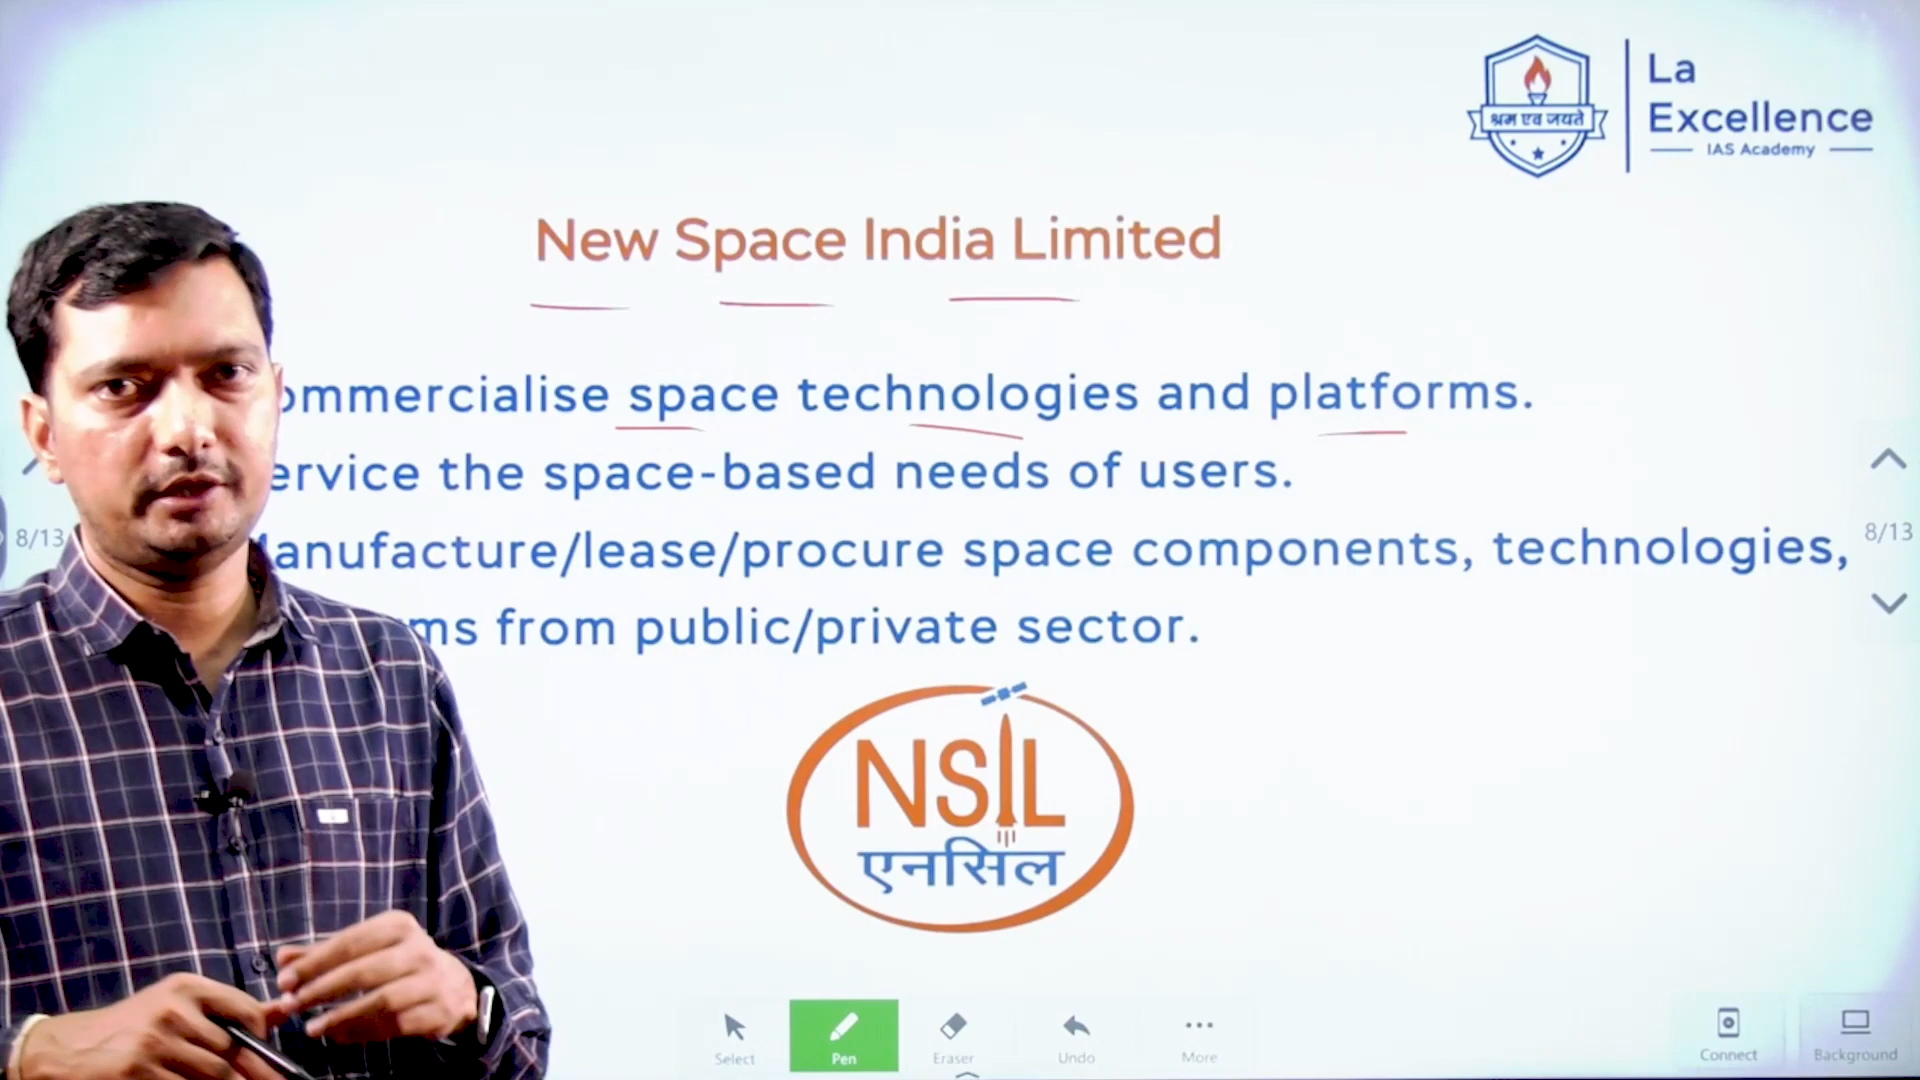 श्रम एव जयते
La
Excellence
IAS Academy
New Space India Limited
ommercialise space technologies and platforms.
ervice the space-based needs of users.
8/13
anufacture/lease/procure space components, technologies,
8/13
ms from public/private sector.
NSIL
एनसिल
Select
Pen
Eraser
Undo
More
Connect
Background